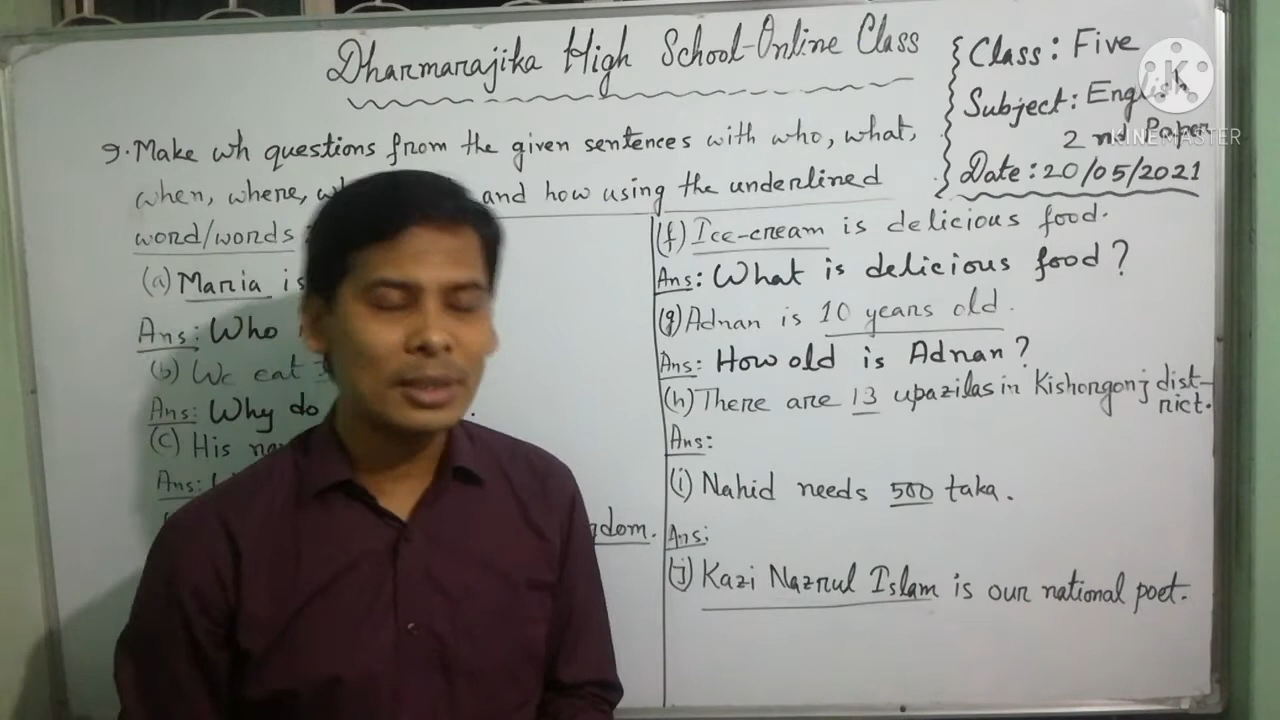 Dharmarajika High School-Online Class
Class: Five
Subject: English
2nd Paper
Date: 20/05/2021
KINEMASTER
9. Make wh questions from the given sentences with who, what,
when, where, and how using the underlined
word/words
(a) Maria is
Ans: Who
(b) We eat
Ans: Why do
(c) His
Ans:
(f) Ice-cream is delicious food.
Ans: What is delicious food?
(g) Adnan is 10 years old.
Ans: How old is Adnan?
(h) There are 13 upazilas in Kishongonj dist-
rict.
Ans:
(i) Nahid needs 500 taka.
Ans:
(j) Kazi Nazrul Islam is our national poet.